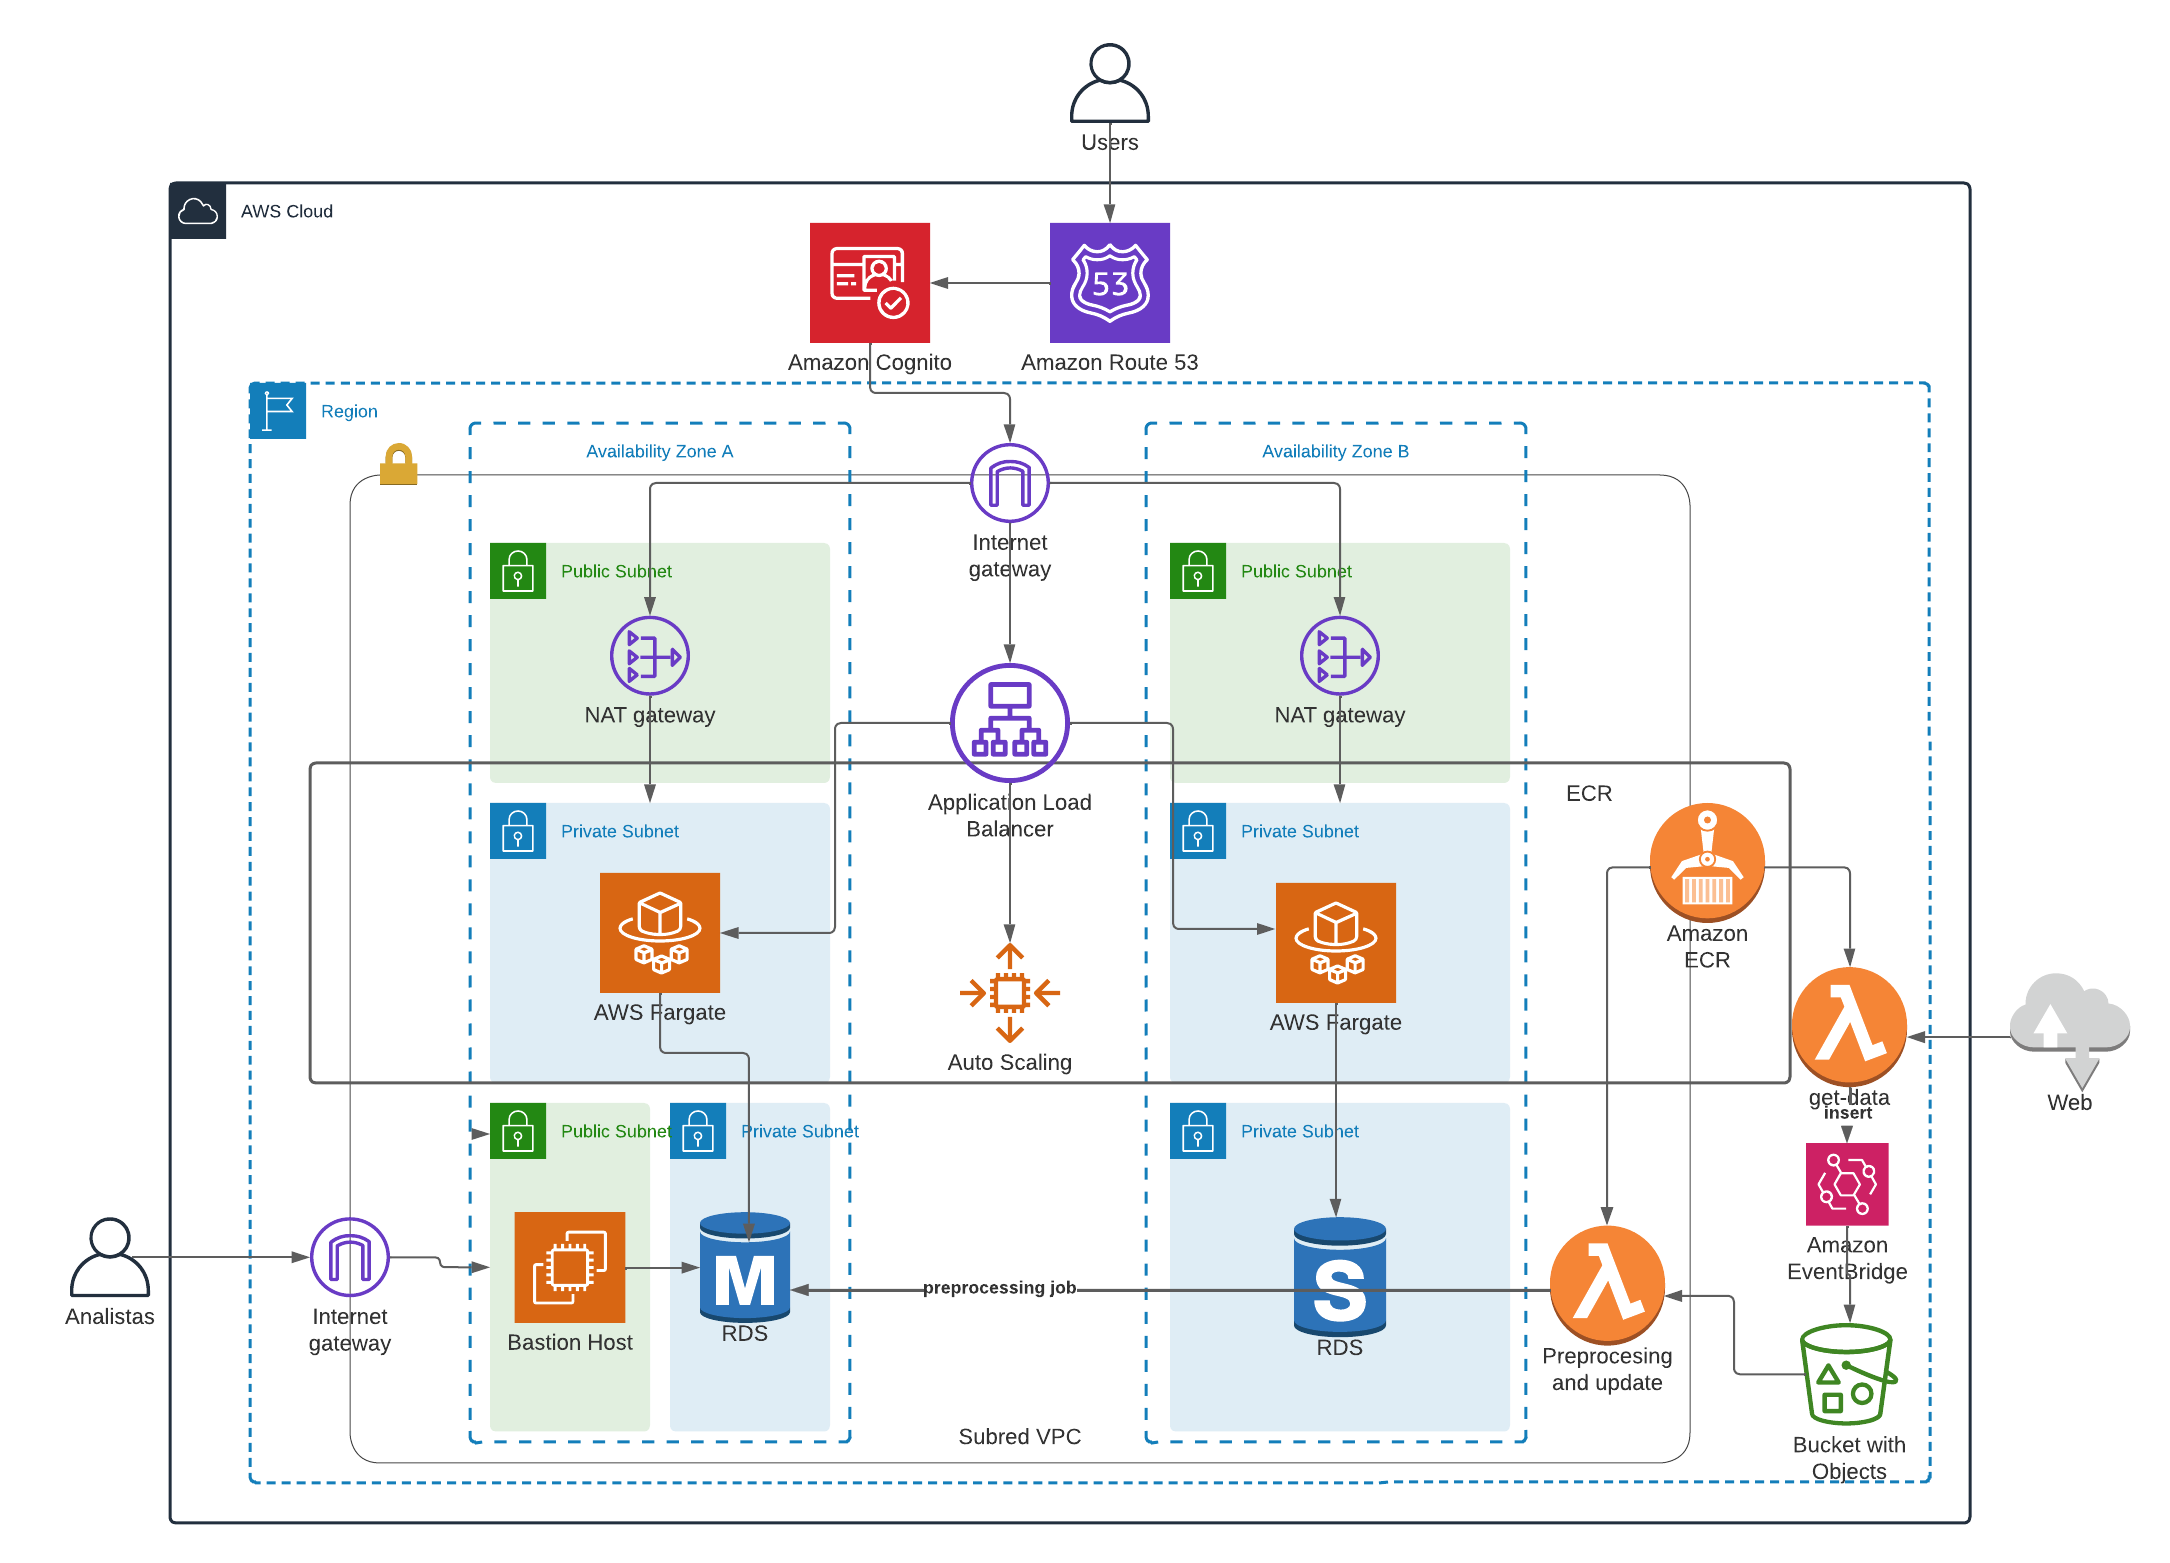 Users
AWS Cloud
53
Amazon Cognito
Amazon Route 53
Region
Availability Zone A
Availability Zone B
Internet
gateway
Public Subnet
Public Subnet
NAT gateway
NAT gateway
Application Load
Balancer
ECR
Private Subnet
Private Subnet
Amazon
ECR
AWS Fargate
AWS Fargate
Auto Scaling
get-data
insert
Web
Public Subnet
Private Subnet
Private Subnet
Amazon
EventBridge
Analistas
Internet
gateway
Bastion Host
M
RDS
preprocessing job
S
RDS
Preprocesing
and update
Subred VPC
Bucket with
Objects